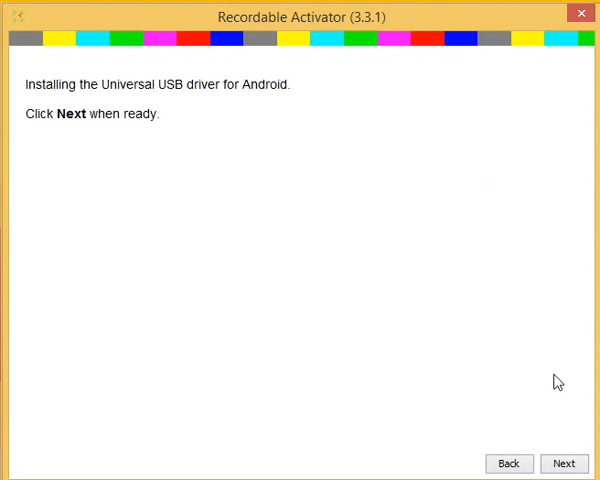 Recordable Activator (3.3.1)
Installing the Universal USB driver for Android.
Click Next when ready.
Back
Next